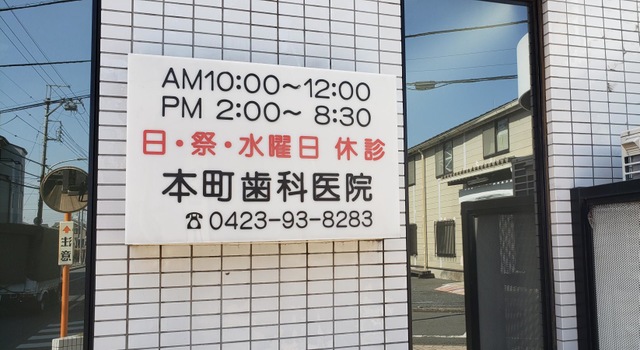 AM10:00〜12:00
PM 2:00〜 8:30
日・祭・水曜日 休診
本町歯科医院
☎0423-93-8283
注意